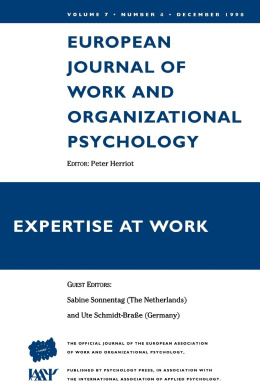 VOLUME 7 • NUMBER 4 • DECEMBER 1998
EUROPEAN
JOURNAL OF
WORK AND
ORGANIZATIONAL
PSYCHOLOGY
EDITOR: Peter Herriot
EXPERTISE AT WORK
GUEST EDITORS:
Sabine Sonnentag (The Netherlands)
and Ute Schmidt-Braße (Germany)
THE OFFICIAL JOURNAL OF THE EUROPEAN ASSOCIATION
OF WORK AND ORGANIZATIONAL PSYCHOLOGY,
PUBLISHED BY PSYCHOLOGY PRESS, IN ASSOCIATION WITH
THE INTERNATIONAL ASSOCIATION OF APPLIED PSYCHOLOGY.